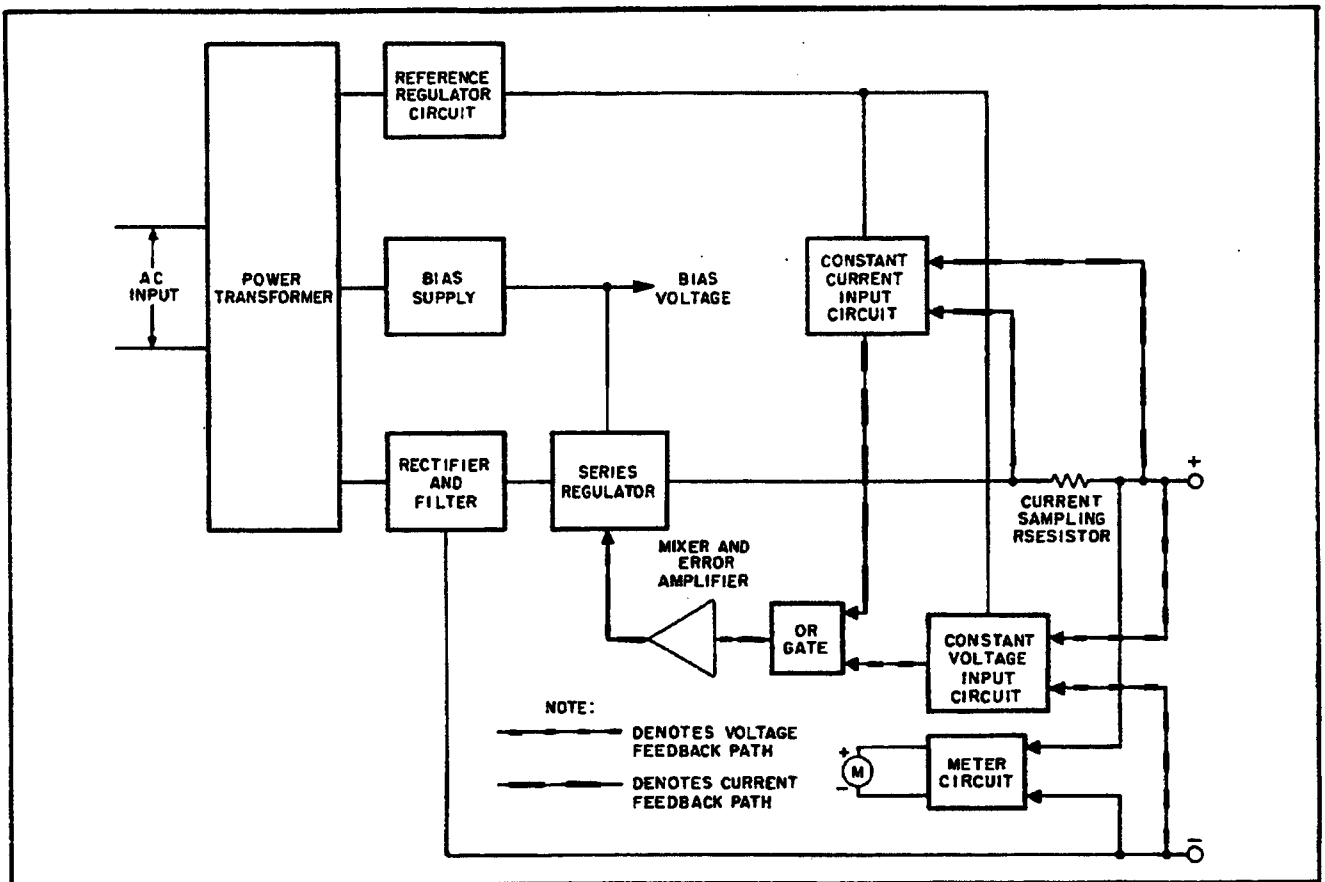 REFERENCE
REGULATOR
CIRCUIT
AC
INPUT
POWER
TRANSFORMER
BIAS
SUPPLY
BIAS
VOLTAGE
CONSTANT
CURRENT
INPUT
CIRCUIT
RECTIFIER
AND
FILTER
SERIES
REGULATOR
+
CURRENT
SAMPLING
RSESISTOR
MIXER AND
ERROR
AMPLIFIER
OR
GATE
CONSTANT
VOLTAGE
INPUT
CIRCUIT
NOTE:
DENOTES VOLTAGE
FEEDBACK PATH
DENOTES CURRENT
FEEDBACK PATH
+
M
−
METER
CIRCUIT
−